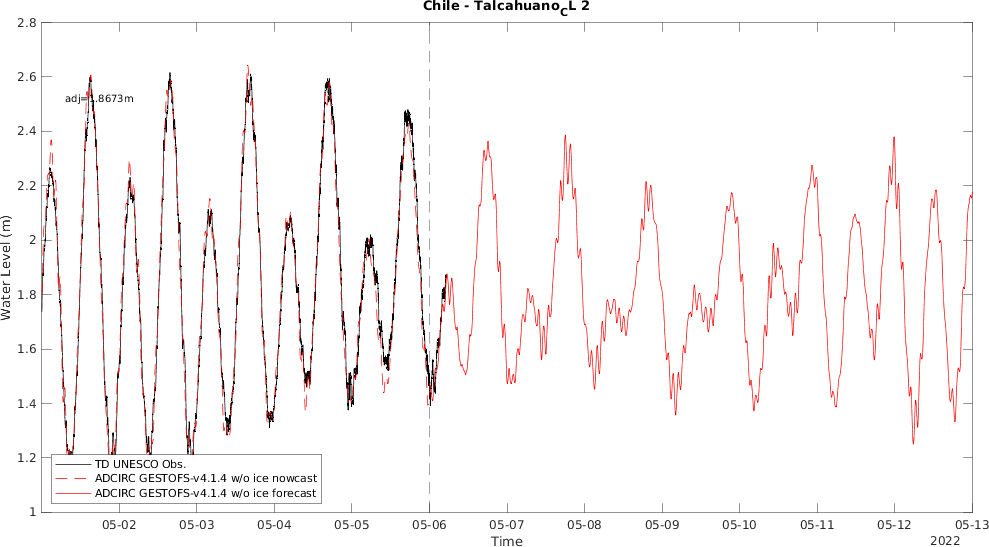 Chile - Talcahuano_CL 2
2.8
2.6
2.4
2.2
2
1.8
1.6
1.4
1.2
1
Water Level (m)
adj=1.8673m
TD UNESCO Obs.
ADCIRC GESTOFS-v4.1.4 w/o ice nowcast
ADCIRC GESTOFS-v4.1.4 w/o ice forecast
05-02 05-03 05-04 05-05 05-06 05-07 05-08 05-09 05-10 05-11 05-12 05-13
Time
2022